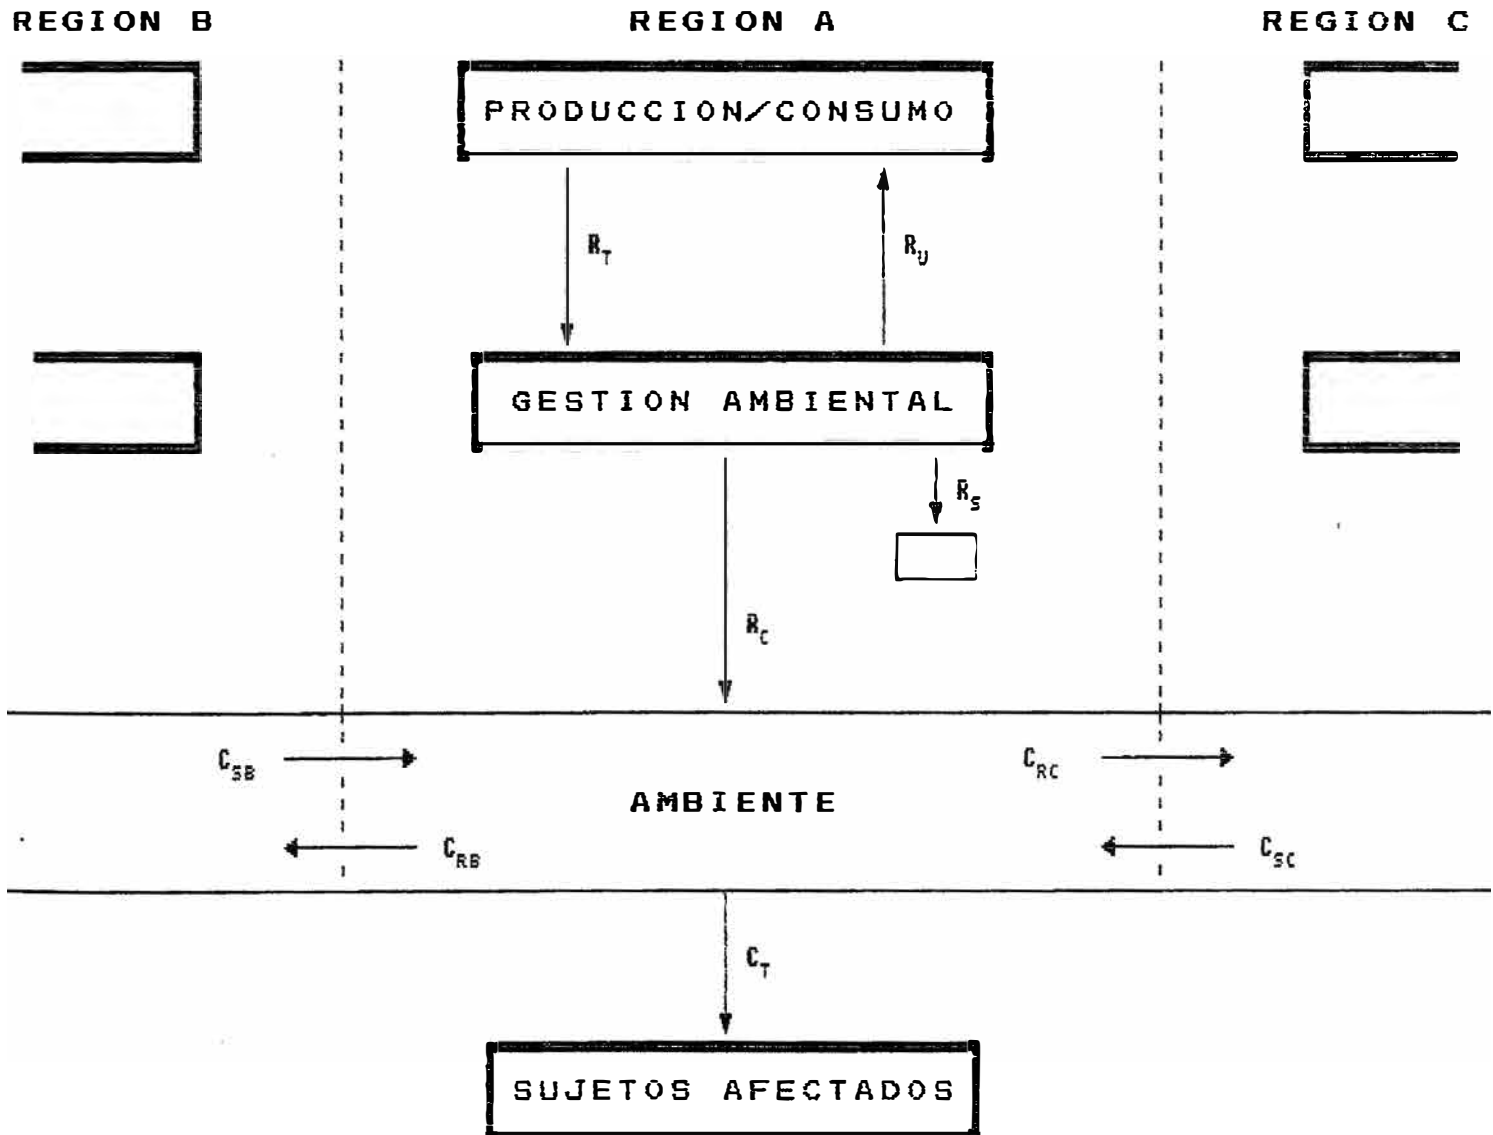 REGION B REGION A REGION C
PRODUCCION/CONSUMO
R_T R_U
GESTION AMBIENTAL
R_S
R_C
C_SB C_RC
AMBIENTE
C_RB C_SC
C_T
SUJETOS AFECTADOS